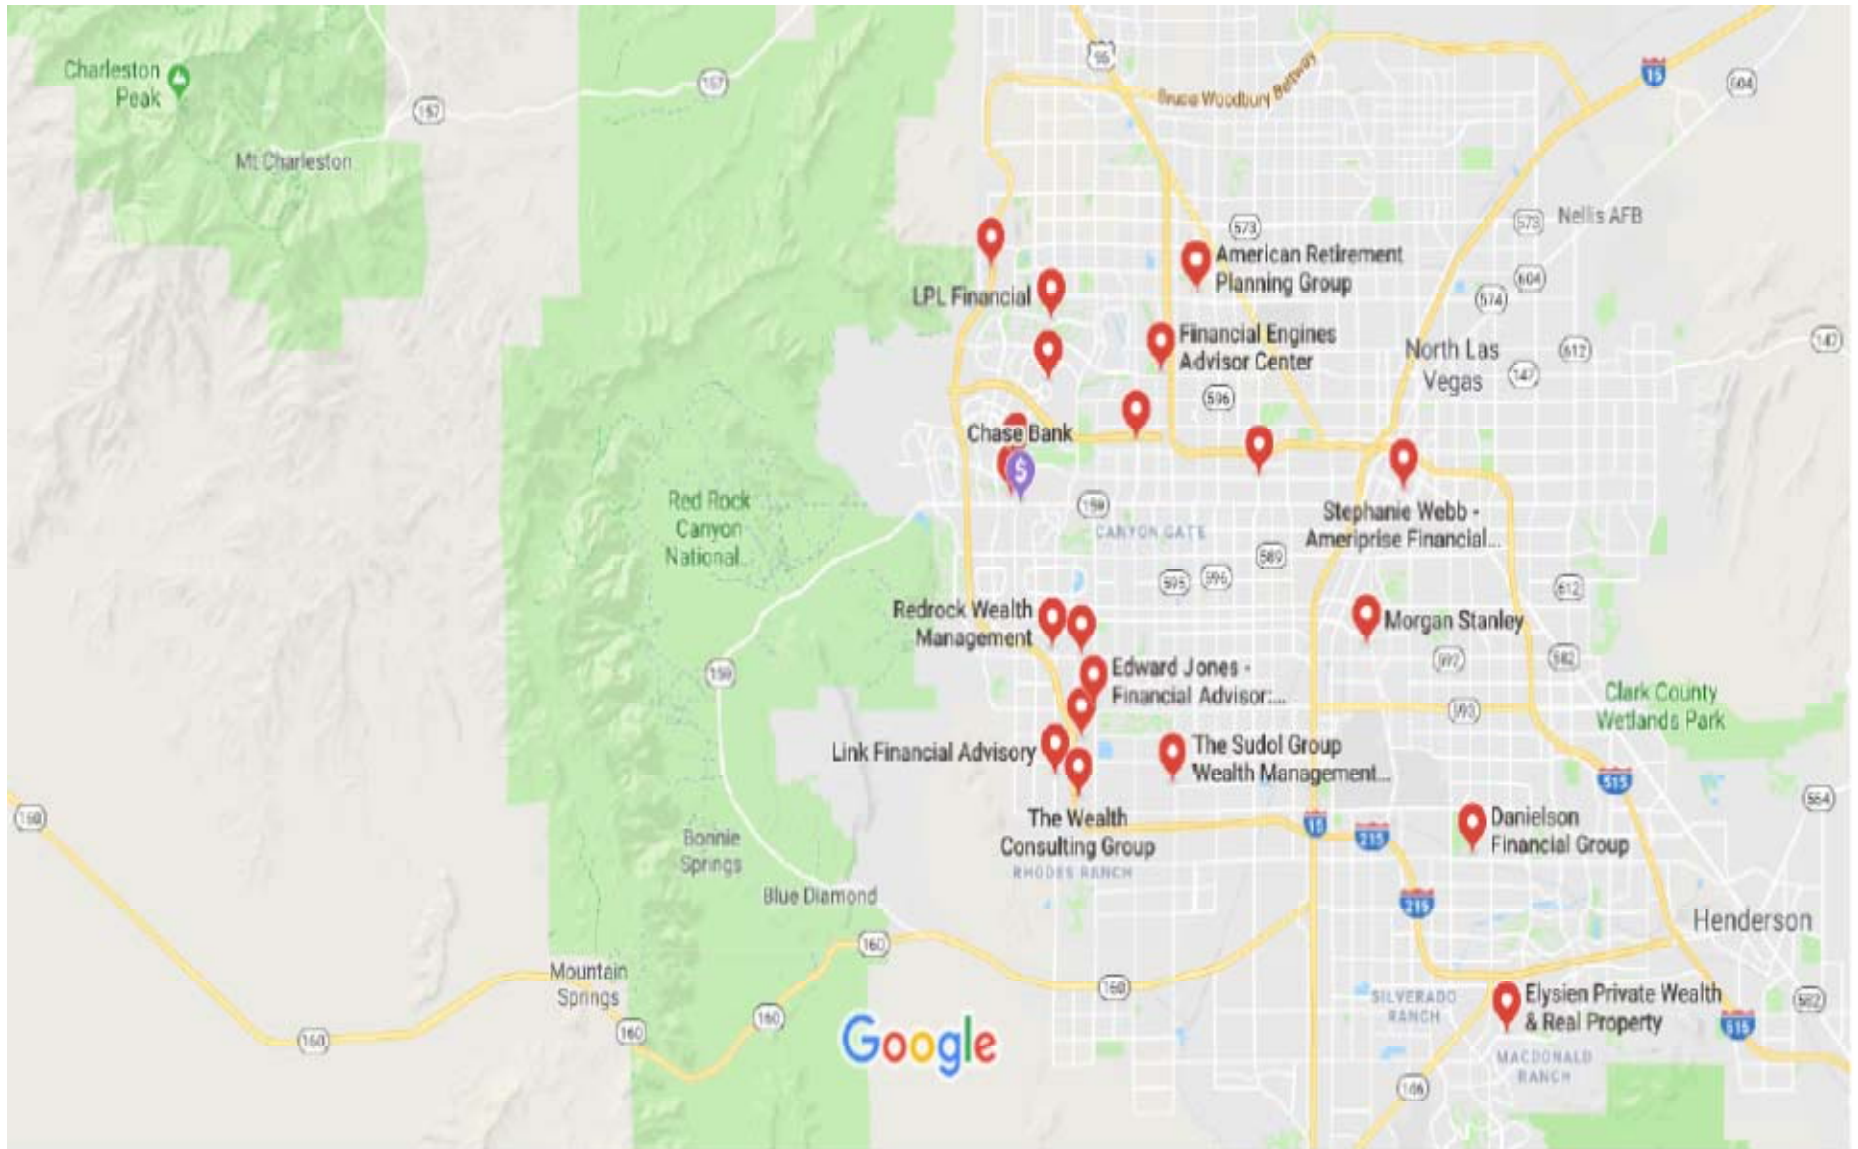 Charleston
Peak
157
157
Mt Charleston
95
Bruce Woodbury Beltway
15
604
573
573
Nellis AFB
American Retirement
Planning Group
LPL Financial
604
574
Financial Engines
Advisor Center
North Las
Vegas
612
147
147
596
Chase Bank
$
Red Rock
Canyon
National...
159
CANYON GATE
Stephanie Webb -
Ameriprise Financial...
589
595
596
612
Redrock Wealth
Management
Morgan Stanley
582
159
Edward Jones -
Financial Advisor:...
Clark County
Wetlands Park
593
Link Financial Advisory
The Sudol Group
Wealth Management...
515
160
564
The Wealth
Consulting Group
15
215
Danielson
Financial Group
Bonnie
Springs
RHODES RANCH
Blue Diamond
215
Henderson
160
Mountain
Springs
160
SILVERADO
RANCH
Elysien Private Wealth
& Real Property
582
160
160
160
515
Google
MACDONALD
RANCH
146